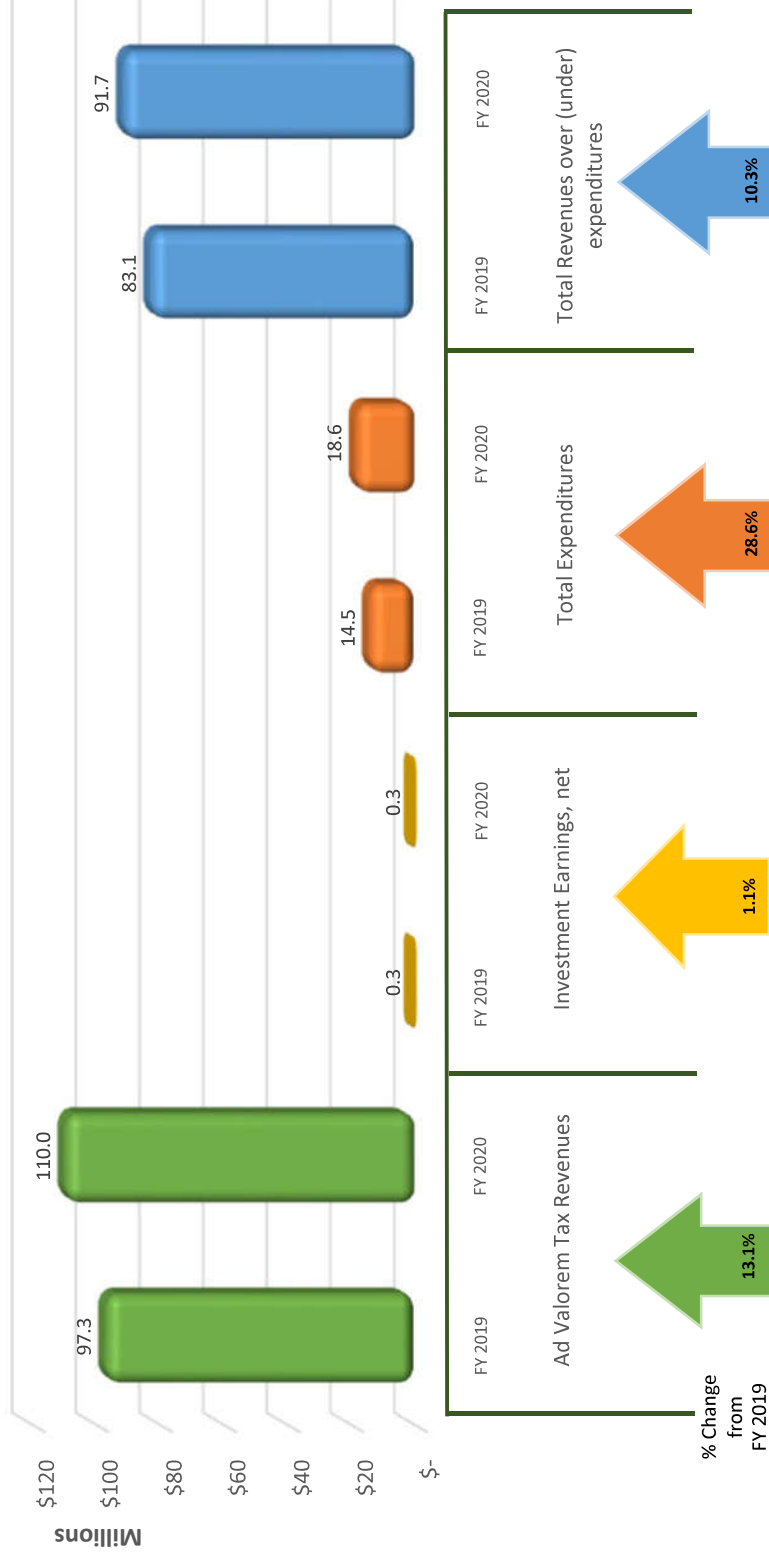 Millions
$120
$100
$80
$60
$40
$20
$-
97.3
110.0
0.3
0.3
14.5
18.6
83.1
91.7
FY 2019
FY 2020
FY 2019
FY 2020
FY 2019
FY 2020
FY 2019
FY 2020
Ad Valorem Tax Revenues
Investment Earnings, net
Total Expenditures
Total Revenues over (under)
expenditures
% Change
from
FY 2019
13.1%
1.1%
28.6%
10.3%